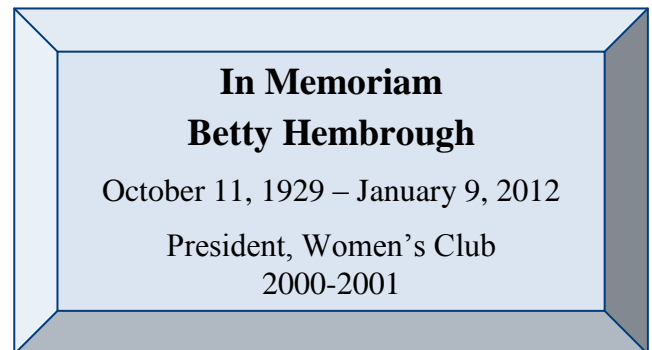 In Memoriam
Betty Hembrough
October 11, 1929 – January 9, 2012
President, Women’s Club
2000-2001